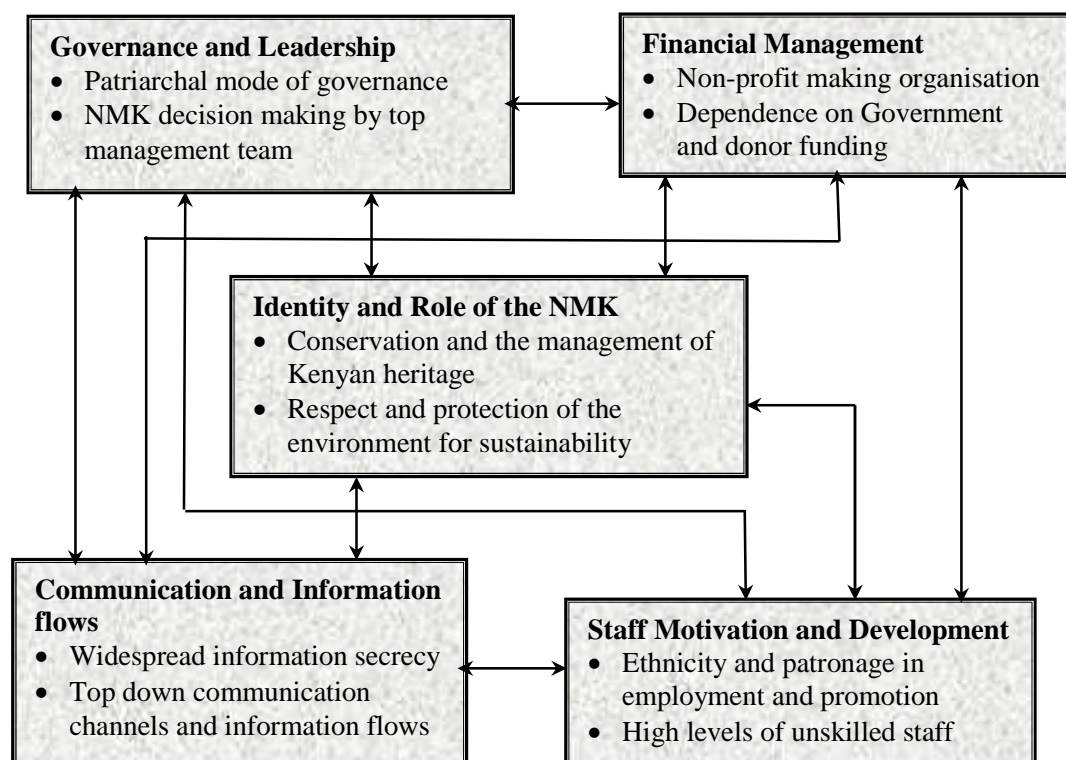 Governance and Leadership
• Patriarchal mode of governance
• NMK decision making by top
management team
Financial Management
• Non-profit making organisation
• Dependence on Government
and donor funding
Identity and Role of the NMK
• Conservation and the management of
Kenyan heritage
• Respect and protection of the
environment for sustainability
Communication and Information
flows
• Widespread information secrecy
• Top down communication
channels and information flows
Staff Motivation and Development
• Ethnicity and patronage in
employment and promotion
• High levels of unskilled staff